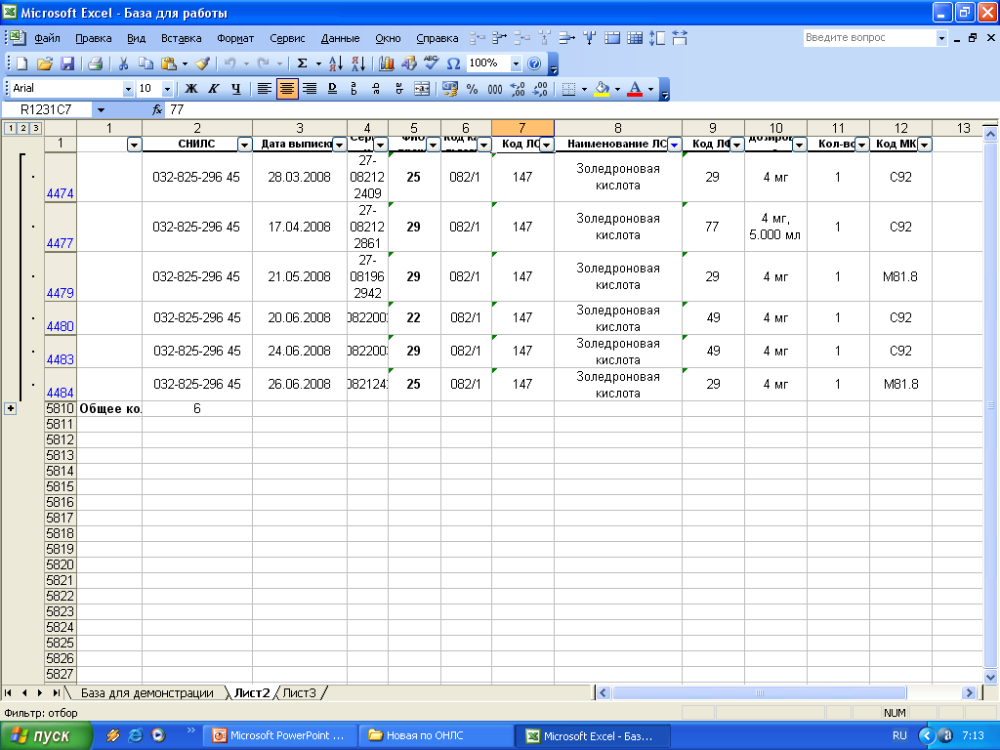 Microsoft Excel - База для работы
Файл Правка Вид Вставка Формат Сервис Данные Окно Справка Введите вопрос
100%
Arial 10 Ж К Ч
R1231C7 fx 77
1 2 3 1 2 3 4 5 6 7 8 9 10 11 12 13
1 СНИЛС Дата выписк Код ЛС Наименование ЛС Код ЛФ Кол-во Код МК
4474 032-825-296 45 28.03.2008 27-08212 2409 25 082/1 147 Золедроновая кислота 29 4 мг 1 C92
4477 032-825-296 45 17.04.2008 27-08212 2861 29 082/1 147 Золедроновая кислота 77 4 мг, 5.000 мл 1 C92
4479 032-825-296 45 21.05.2008 27-08196 2942 29 082/1 147 Золедроновая кислота 29 4 мг 1 M81.8
4480 032-825-296 45 20.06.2008 22 082/1 147 Золедроновая кислота 49 4 мг 1 C92
4483 032-825-296 45 24.06.2008 29 082/1 147 Золедроновая кислота 49 4 мг 1 C92
4484 032-825-296 45 26.06.2008 25 082/1 147 Золедроновая кислота 29 4 мг 1 M81.8
5810 Общее ко 6
5811
5812
5813
5814
5815
5816
5817
5818
5819
5820
5821
5822
5823
5824
5825
5826
5827
База для демонстрации Лист2 Лист3
Фильтр: отбор NUM
пуск Microsoft PowerPoint ... Новая по ОНЛС Microsoft Excel - Баз... RU 7:13